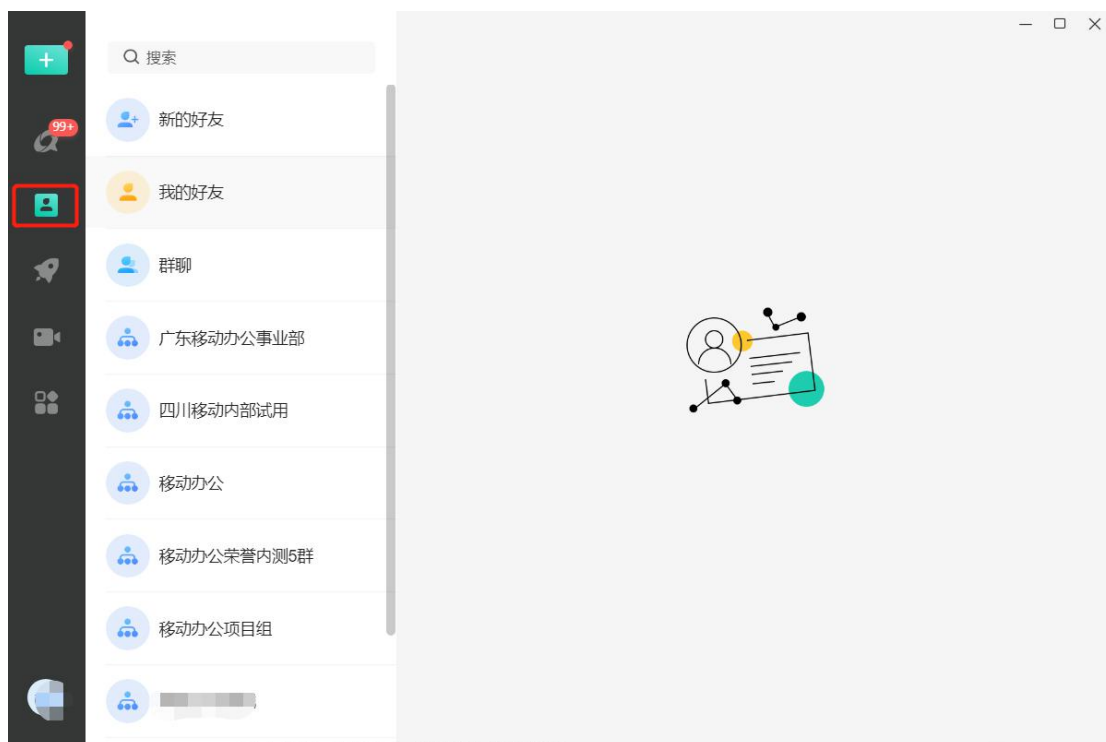 搜索
99+
新的好友
我的好友
群聊
广东移动办公事业部
四川移动内部试用
移动办公
移动办公荣誉内测5群
移动办公项目组